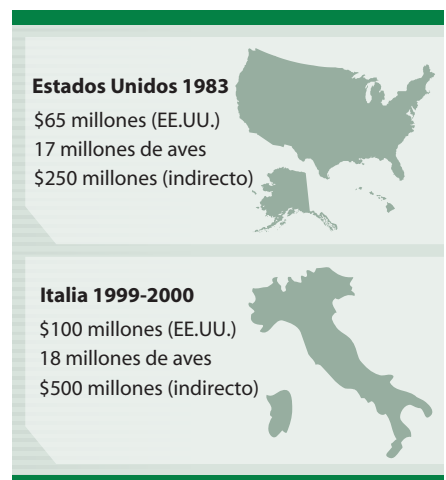 Estados Unidos 1983
$65 millones (EE.UU.)
17 millones de aves
$250 millones (indirecto)
Italia 1999-2000
$100 millones (EE.UU.)
18 millones de aves
$500 millones (indirecto)